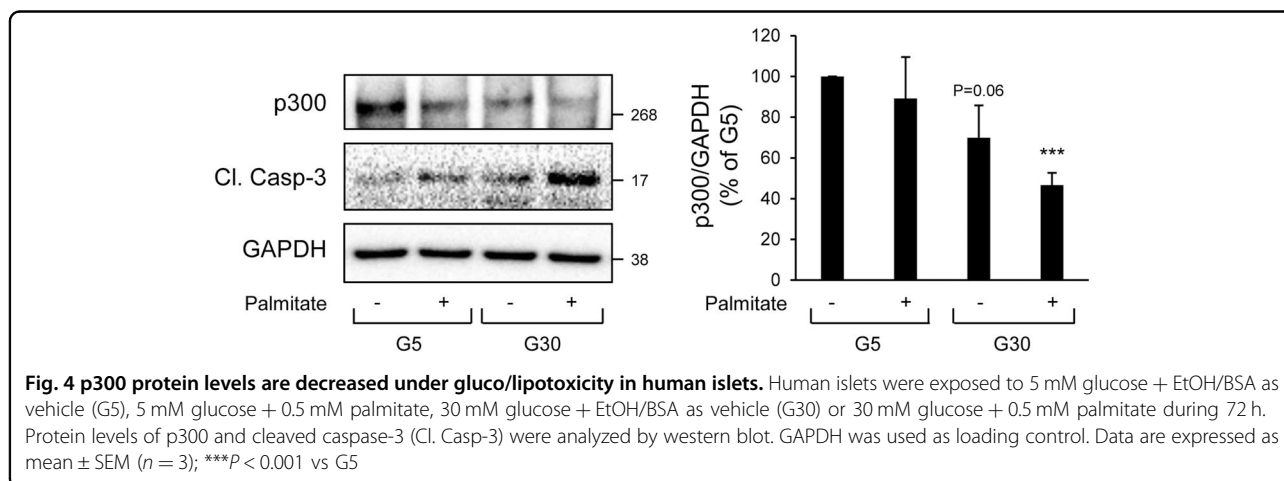 p300
268
Cl. Casp-3
17
GAPDH
38
Palmitate - + - +
G5 G30
p300/GAPDH
(% of G5)
120
100
80
60
40
20
0
P=0.06
***
Palmitate - + - +
G5 G30
Fig. 4 p300 protein levels are decreased under gluco/lipotoxicity in human islets. Human islets were exposed to 5 mM glucose + EtOH/BSA as
vehicle (G5), 5 mM glucose + 0.5 mM palmitate, 30 mM glucose + EtOH/BSA as vehicle (G30) or 30 mM glucose + 0.5 mM palmitate during 72 h.
Protein levels of p300 and cleaved caspase-3 (Cl. Casp-3) were analyzed by western blot. GAPDH was used as loading control. Data are expressed as
mean ± SEM (n = 3); ***P < 0.001 vs G5